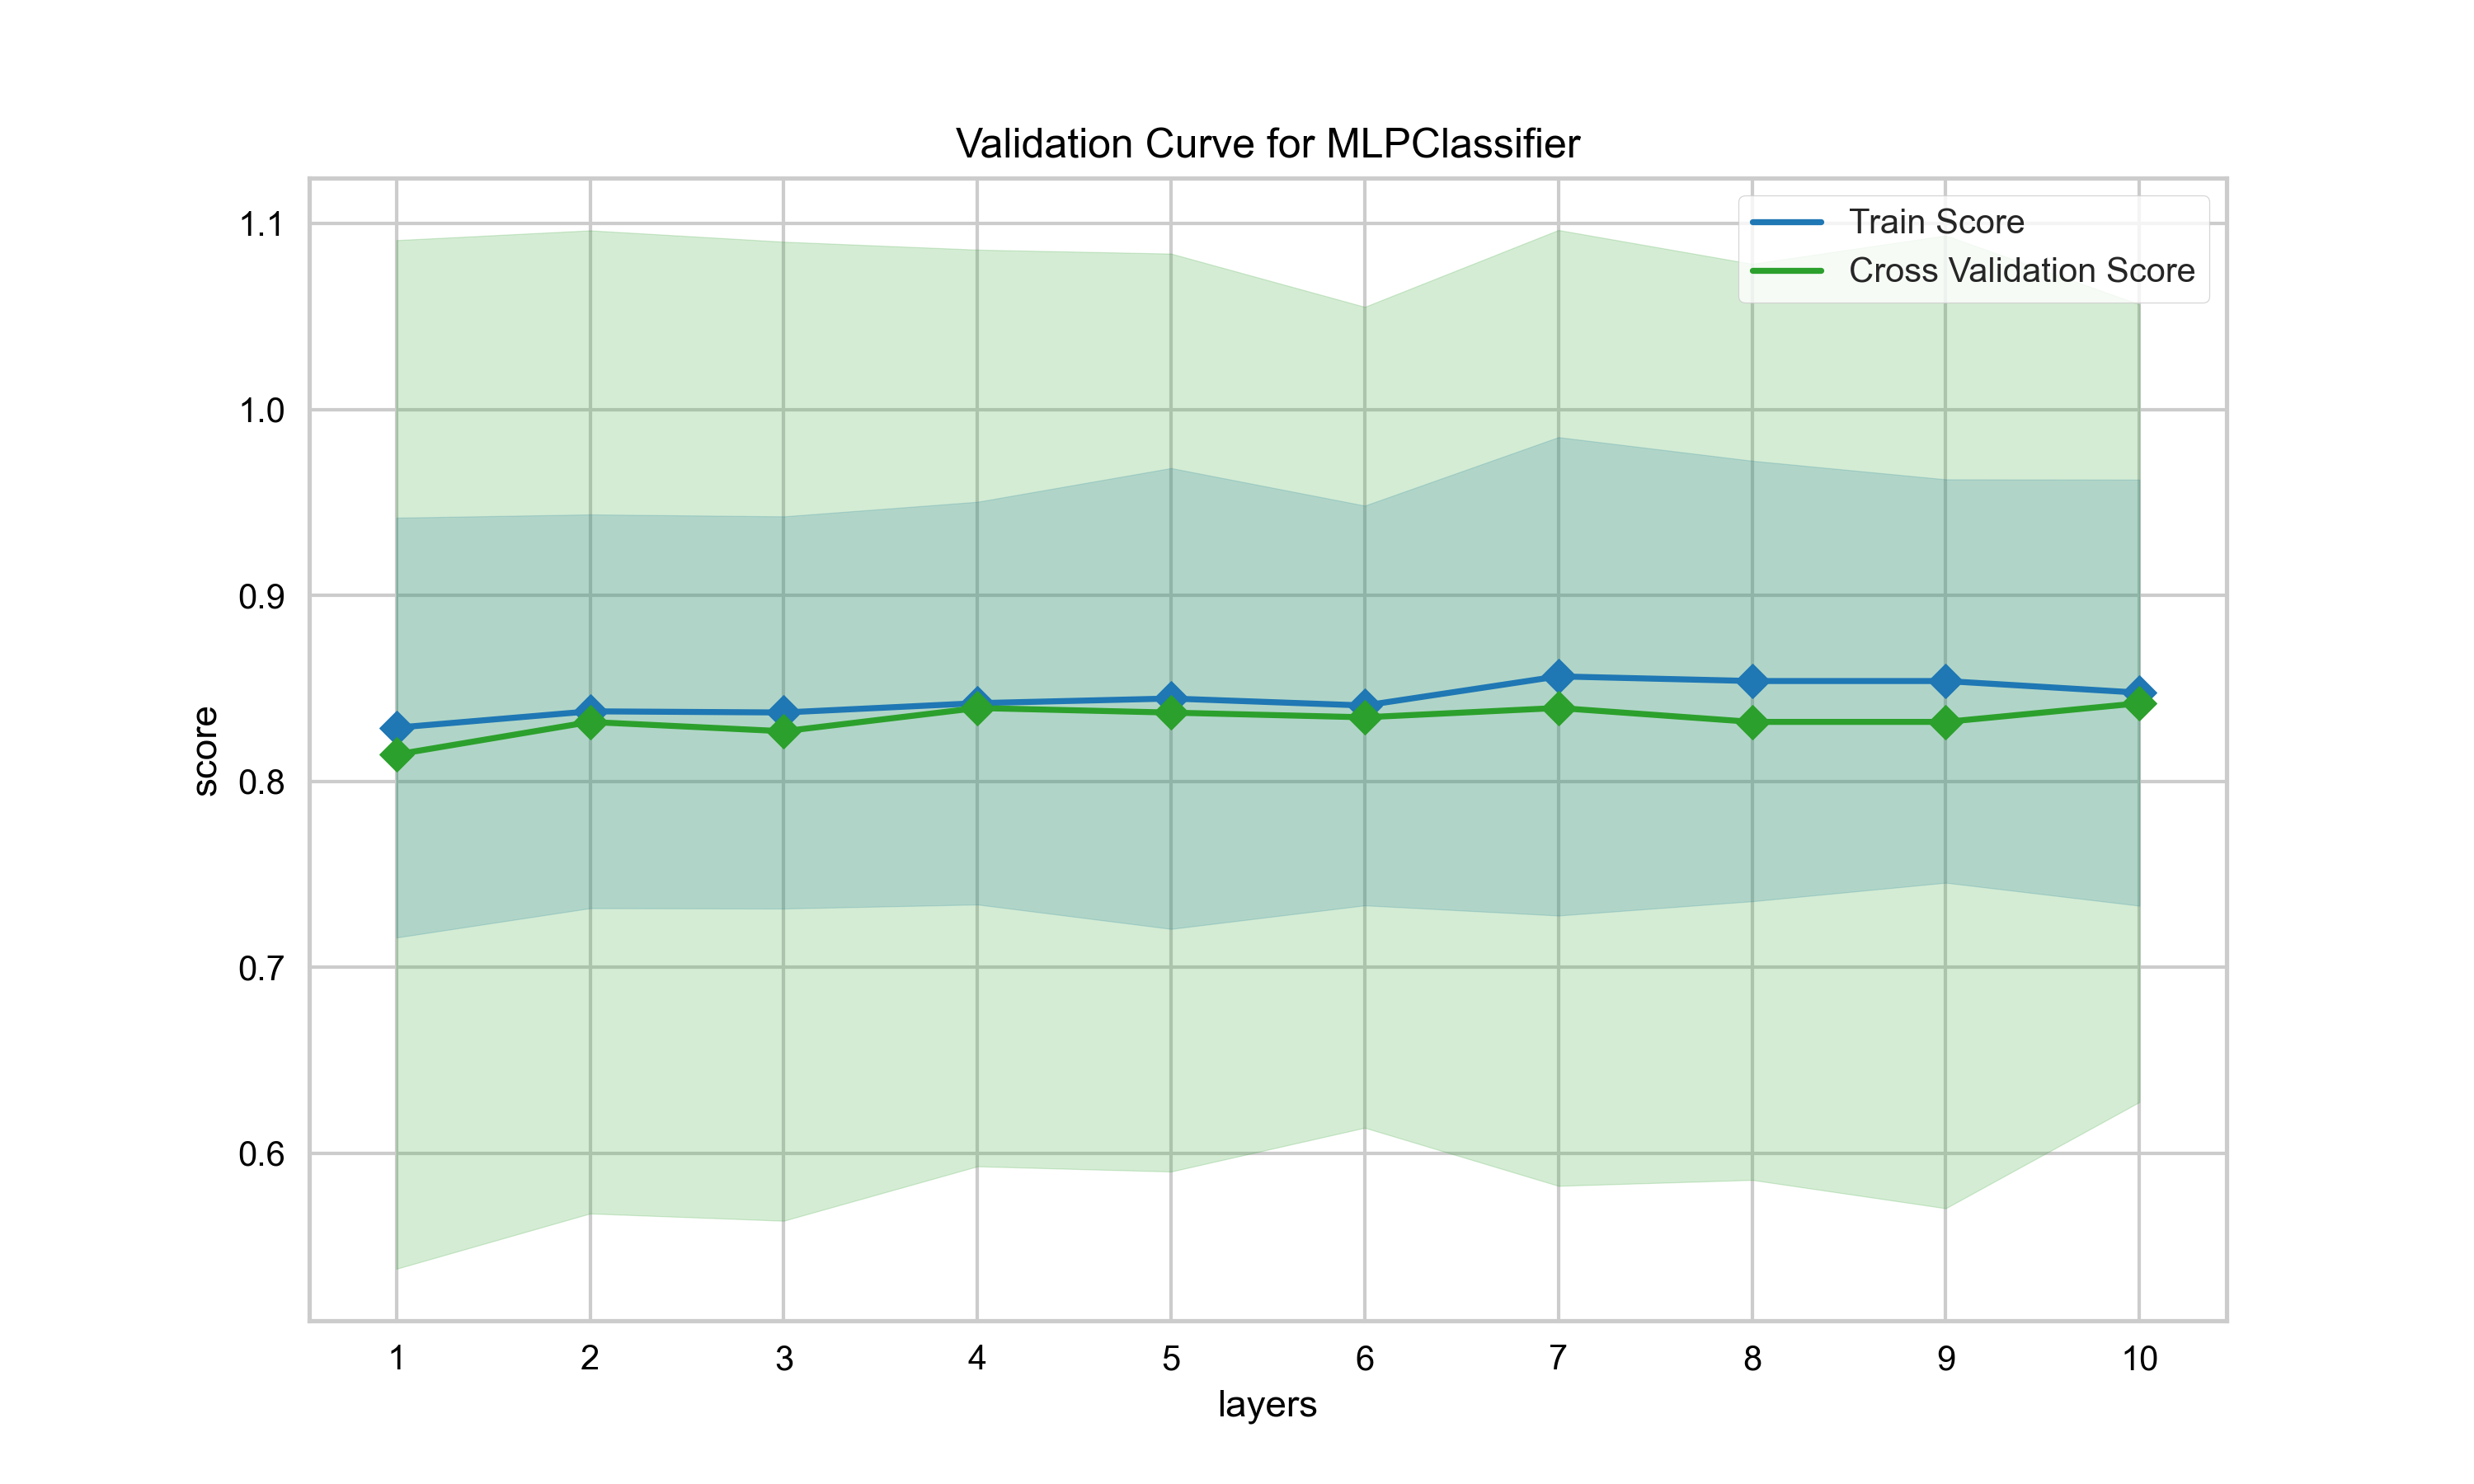 Validation Curve for MLPClassifier
Train Score
Cross Validation Score
1.1
1.0
0.9
0.8
0.7
0.6
score
1 2 3 4 5 6 7 8 9 10
layers